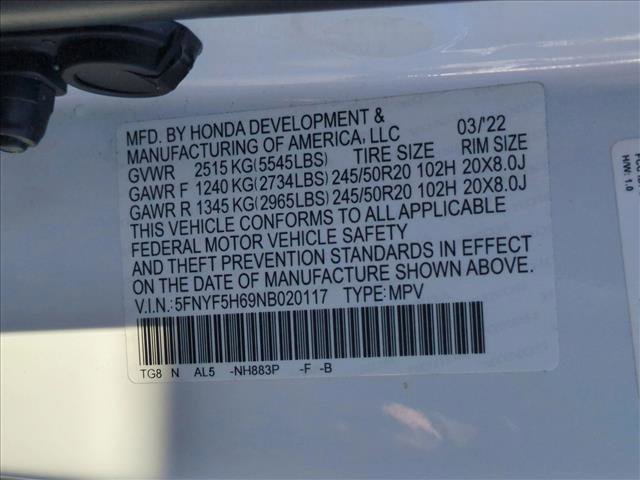 MFD. BY HONDA DEVELOPMENT & 03/'22
MANUFACTURING OF AMERICA, LLC
GVWR 2515 KG(5545LBS) TIRE SIZE RIM SIZE
GAWR F 1240 KG(2734LBS) 245/50R20 102H 20X8.0J
GAWR R 1345 KG(2965LBS) 245/50R20 102H 20X8.0J
THIS VEHICLE CONFORMS TO ALL APPLICABLE
FEDERAL MOTOR VEHICLE SAFETY
AND THEFT PREVENTION STANDARDS IN EFFECT
ON THE DATE OF MANUFACTURE SHOWN ABOVE.
V.I.N.:5FNYF5H69NB020117 TYPE:MPV
TG8 N AL5 -NH883P -F -B
H/W: 1.0